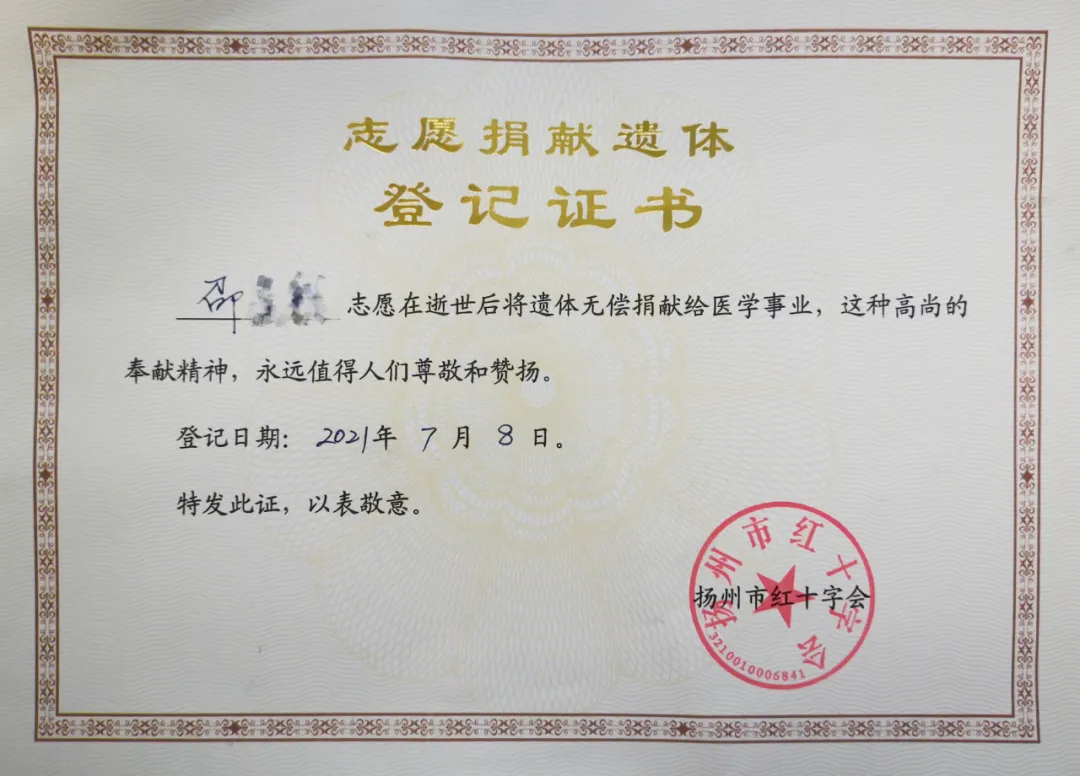 志愿捐献遗体
登记证书
邵 志愿在逝世后将遗体无偿捐献给医学事业，这种高尚的
奉献精神，永远值得人们尊敬和赞扬。
登记日期：2021年 7 月 8 日。
特发此证，以表敬意。
扬州市红十字会
扬州市红十字会
3210010006841